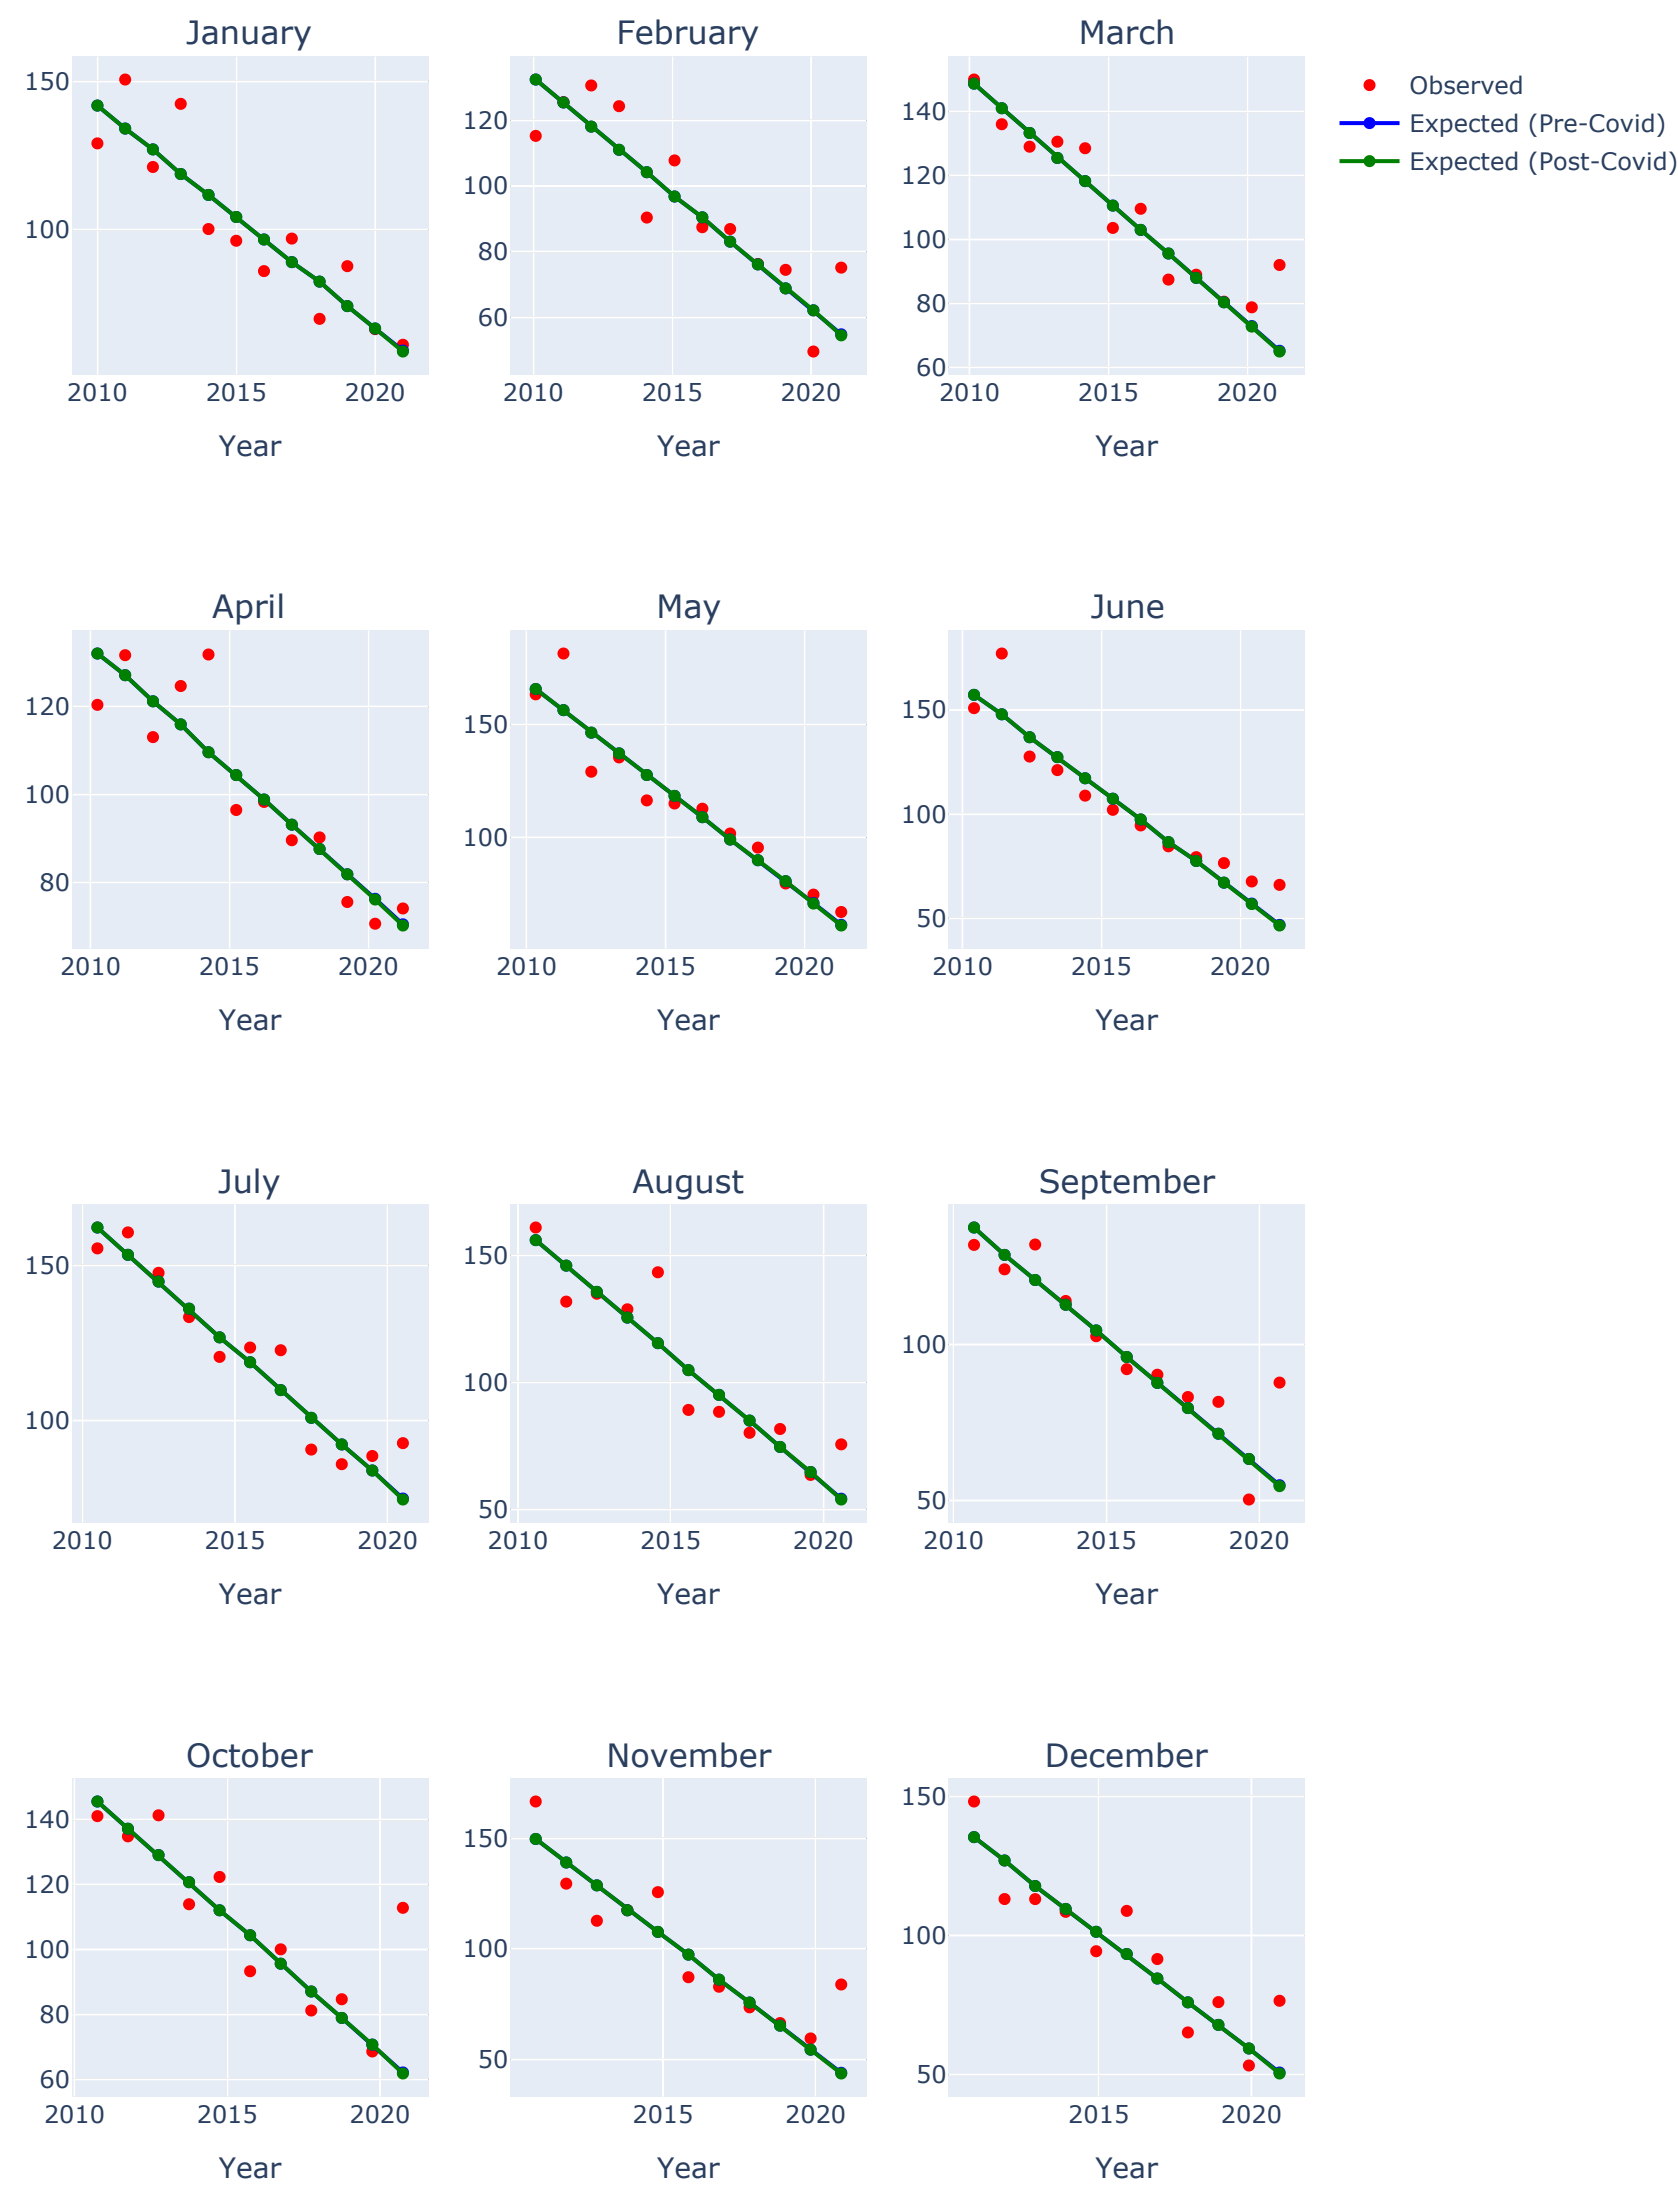 January
February
March
150
100
2010
2015
2020
Year
120
100
80
60
2010
2015
2020
Year
140
120
100
80
60
2010
2015
2020
Year
Observed
Expected (Pre-Covid)
Expected (Post-Covid)
April
May
June
120
100
80
2010
2015
2020
Year
150
100
2010
2015
2020
Year
150
100
50
2010
2015
2020
Year
July
August
September
150
100
2010
2015
2020
Year
150
100
50
2010
2015
2020
Year
100
50
2010
2015
2020
Year
October
November
December
140
120
100
80
60
2010
2015
2020
Year
150
100
50
2015
2020
Year
150
100
50
2015
2020
Year